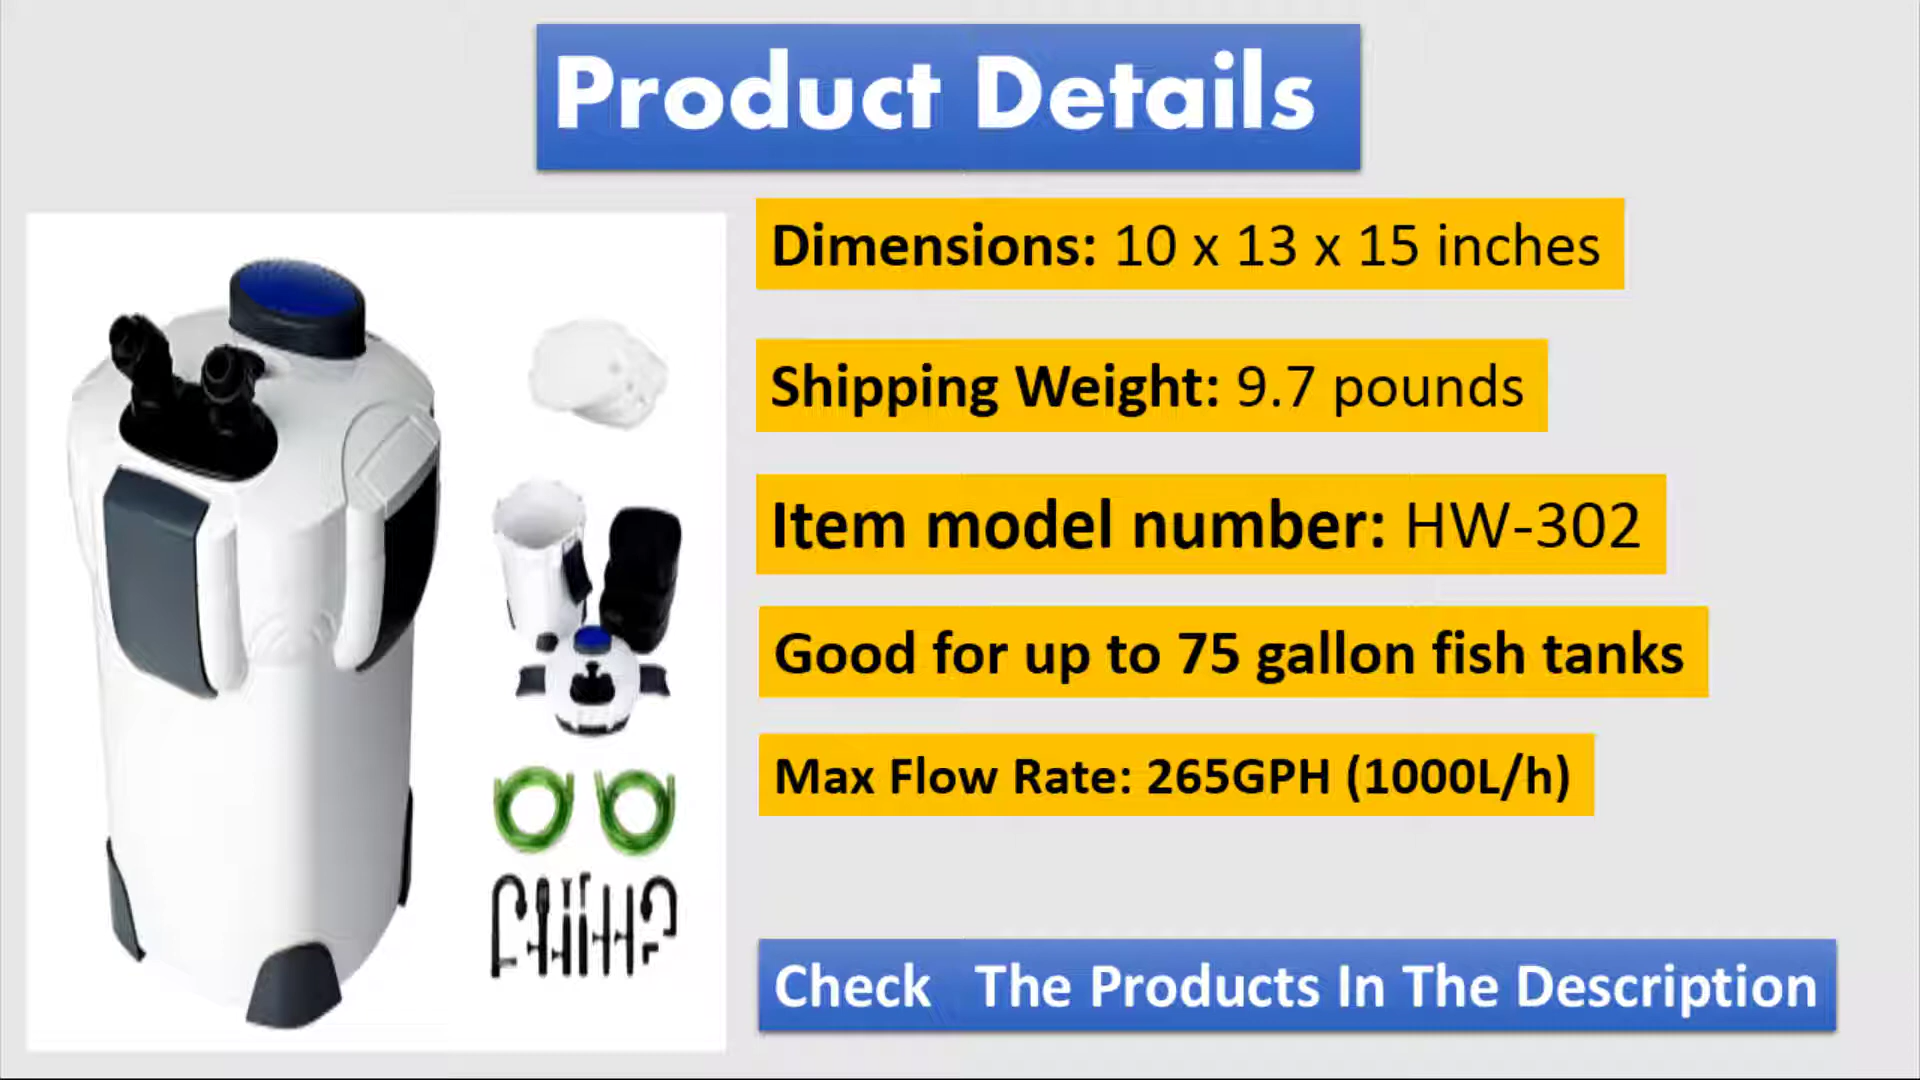 Product Details
Dimensions: 10 x 13 x 15 inches
Shipping Weight: 9.7 pounds
Item model number: HW-302
Good for up to 75 gallon fish tanks
Max Flow Rate: 265GPH (1000L/h)
Check The Products In The Description